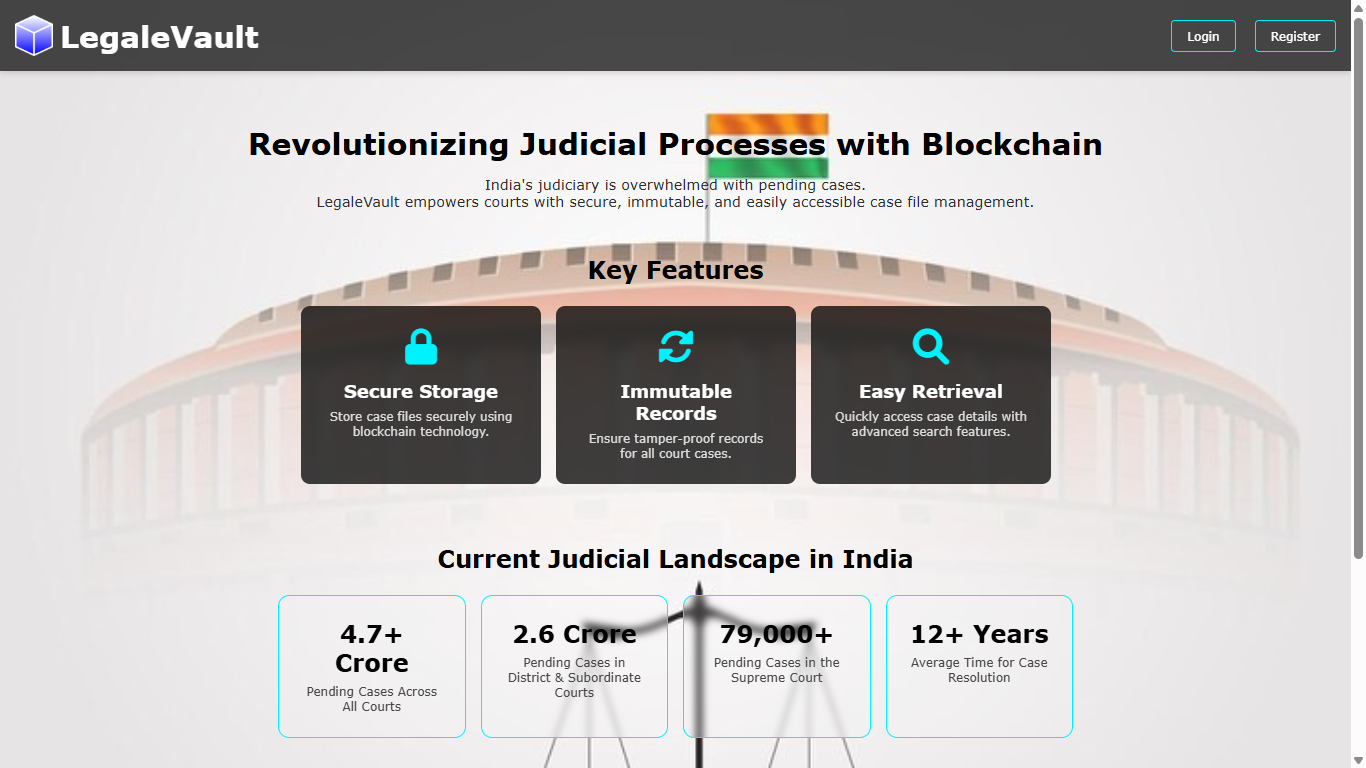 LegaleVault
Login
Register
Revolutionizing Judicial Processes with Blockchain
India's judiciary is overwhelmed with pending cases.
LegaleVault empowers courts with secure, immutable, and easily accessible case file management.
Key Features
Secure Storage
Store case files securely using
blockchain technology.
Immutable
Records
Ensure tamper-proof records
for all court cases.
Easy Retrieval
Quickly access case details with
advanced search features.
Current Judicial Landscape in India
4.7+
Crore
Pending Cases Across
All Courts
2.6 Crore
Pending Cases in
District & Subordinate
Courts
79,000+
Pending Cases in the
Supreme Court
12+ Years
Average Time for Case
Resolution